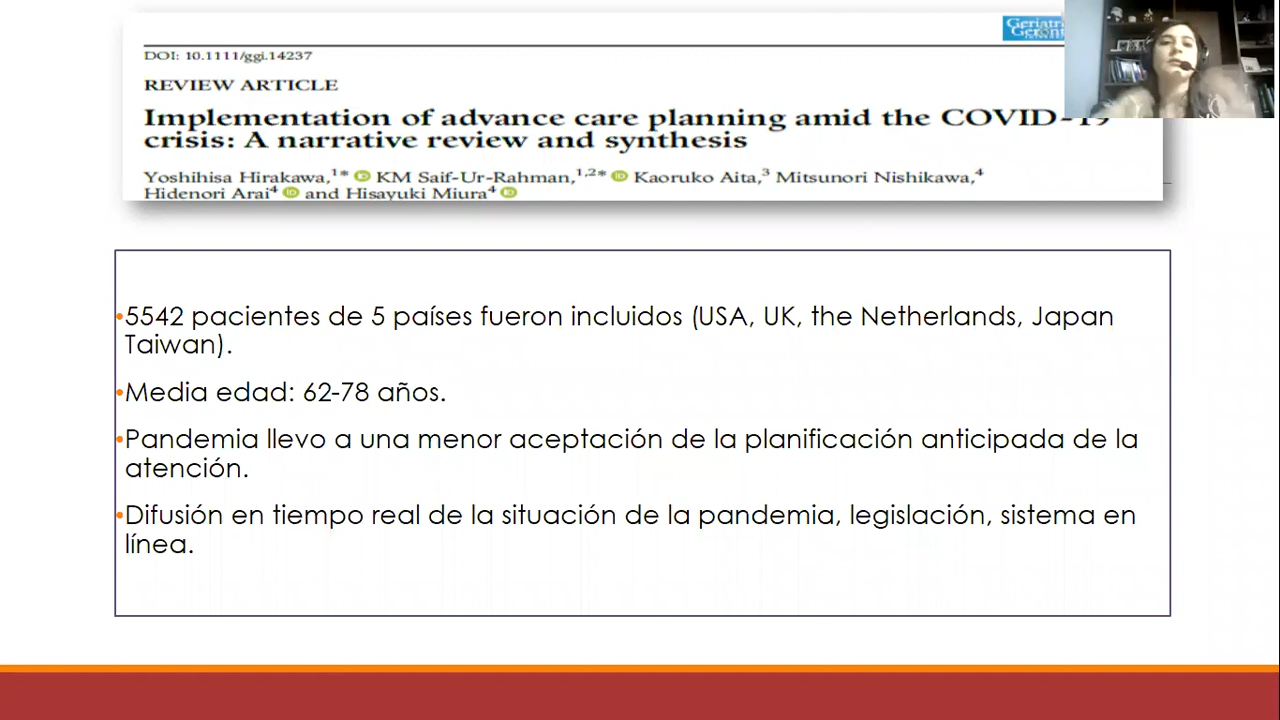 Geriatri
Geront
DOI: 10.1111/ggi.14237
REVIEW ARTICLE
Implementation of advance care planning amid the COVID-19
crisis: A narrative review and synthesis
Yoshihisa Hirakawa,1* KM Saif-Ur-Rahman,1,2* Kaoruko Aita,3 Mitsunori Nishikawa,4
Hidenori Arai4 and Hisayuki Miura4
•5542 pacientes de 5 países fueron incluidos (USA, UK, the Netherlands, Japan
Taiwan).
•Media edad: 62-78 años.
•Pandemia llevo a una menor aceptación de la planificación anticipada de la
atención.
•Difusión en tiempo real de la situación de la pandemia, legislación, sistema en
línea.